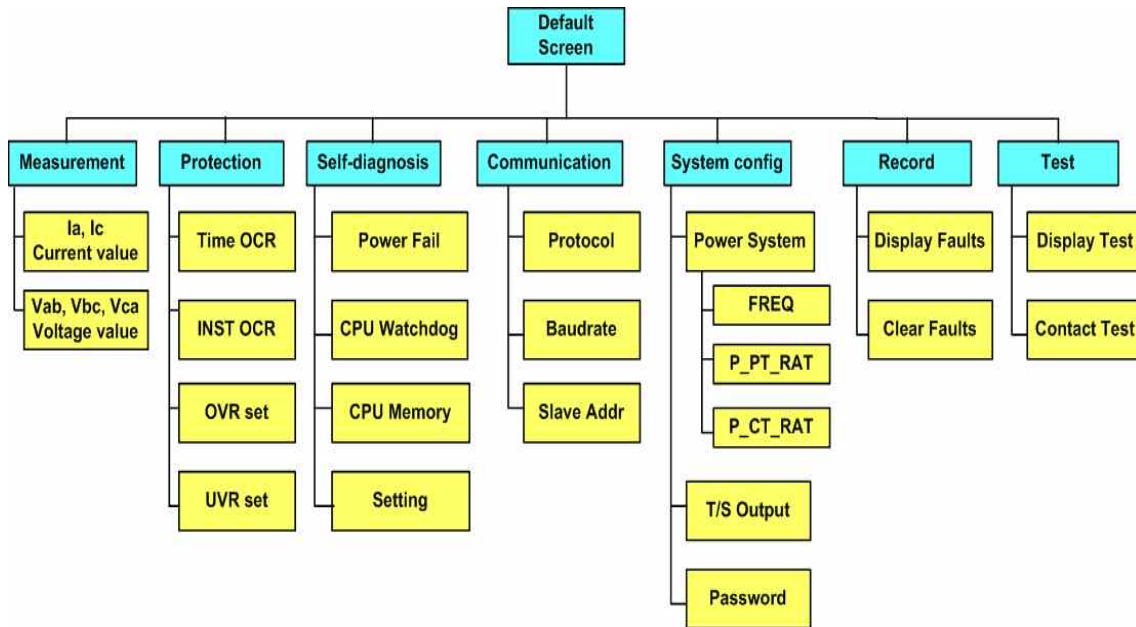 Default
Screen
Measurement
Protection
Self-diagnosis
Communication
System config
Record
Test
Ia, Ic
Current value
Vab, Vbc, Vca
Voltage value
Time OCR
INST OCR
OVR set
UVR set
Power Fail
CPU Watchdog
CPU Memory
Setting
Protocol
Baudrate
Slave Addr
Power System
FREQ
P_PT_RAT
P_CT_RAT
T/S Output
Password
Display Faults
Clear Faults
Display Test
Contact Test